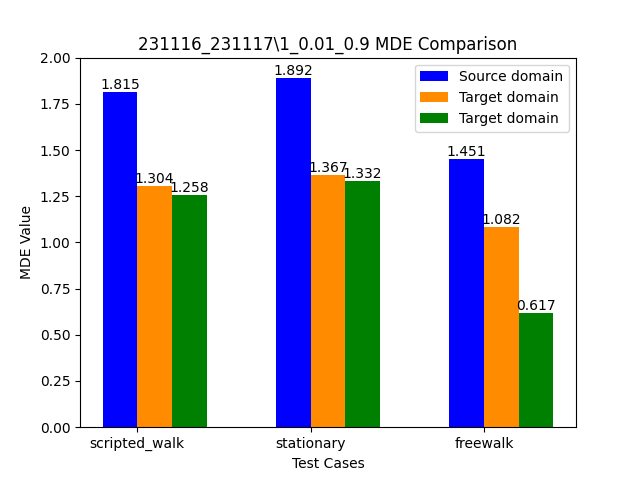 231116_231117\1_0.01_0.9 MDE Comparison
2.00
1.75
1.50
1.25
1.00
0.75
0.50
0.25
0.00
MDE Value
1.815
1.304
1.258
1.892
1.367
1.332
1.451
1.082
0.617
Source domain
Target domain
Target domain
scripted_walk
stationary
freewalk
Test Cases